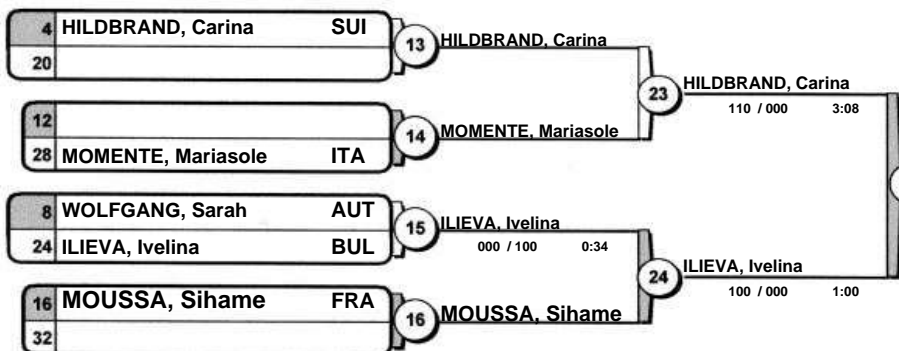 4 HILDBRAND, Carina SUI
20
13 HILDBRAND, Carina
12
28 MOMENTE, Mariasole ITA
14 MOMENTE, Mariasole
23 HILDBRAND, Carina
110 / 000 3:08
8 WOLFGANG, Sarah AUT
24 ILIEVA, Ivelina BUL
15 ILIEVA, Ivelina
000 / 100 0:34
16 MOUSSA, Sihame FRA
32
16 MOUSSA, Sihame
24 ILIEVA, Ivelina
100 / 000 1:00